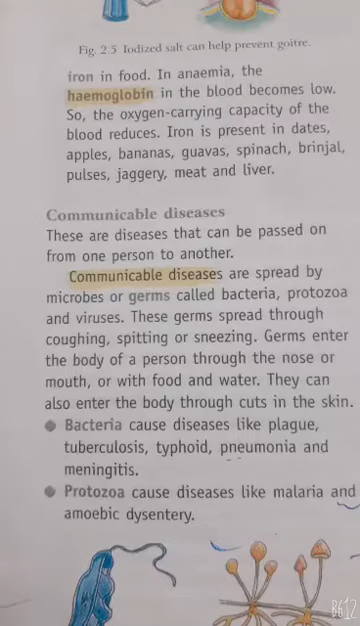 Fig. 2.5 Iodized salt can help prevent goitre.
iron in food. In anaemia, the
haemoglobin in the blood becomes low.
So, the oxygen-carrying capacity of the
blood reduces. Iron is present in dates,
apples, bananas, guavas, spinach, brinjal,
pulses, jaggery, meat and liver.
Communicable diseases
These are diseases that can be passed on
from one person to another.
Communicable diseases are spread by
microbes or germs called bacteria, protozoa
and viruses. These germs spread through
coughing, spitting or sneezing. Germs enter
the body of a person through the nose or
mouth, or with food and water. They can
also enter the body through cuts in the skin.
Bacteria cause diseases like plague,
tuberculosis, typhoid, pneumonia and
meningitis.
Protozoa cause diseases like malaria and
amoebic dysentery.
B612